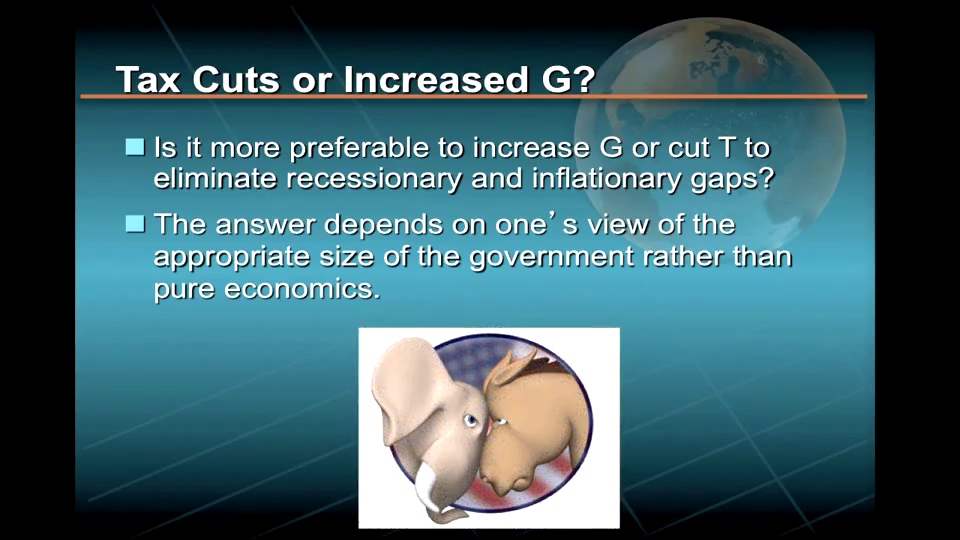 Tax Cuts or Increased G?
Is it more preferable to increase G or cut T to
eliminate recessionary and inflationary gaps?
The answer depends on one’s view of the
appropriate size of the government rather than
pure economics.